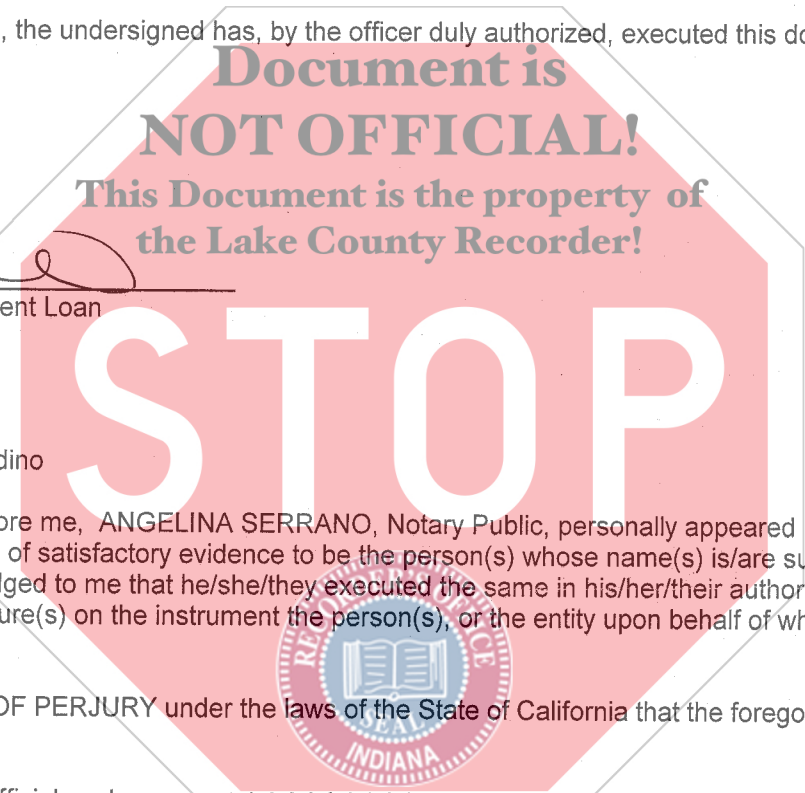 , the undersigned has, by the officer duly authorized, executed this do
Document is
NOT OFFICIAL!
This Document is the property of
the Lake County Recorder!
ent Loan
STOP
dino
ore me, ANGELINA SERRANO, Notary Public, personally appeared
of satisfactory evidence to be the person(s) whose name(s) is/are su
dged to me that he/she/they executed the same in his/her/their author
ure(s) on the instrument the person(s), or the entity upon behalf of wh
RECORDER'S OFFICE
SEAL
INDIANA
OF PERJURY under the laws of the State of California that the forego